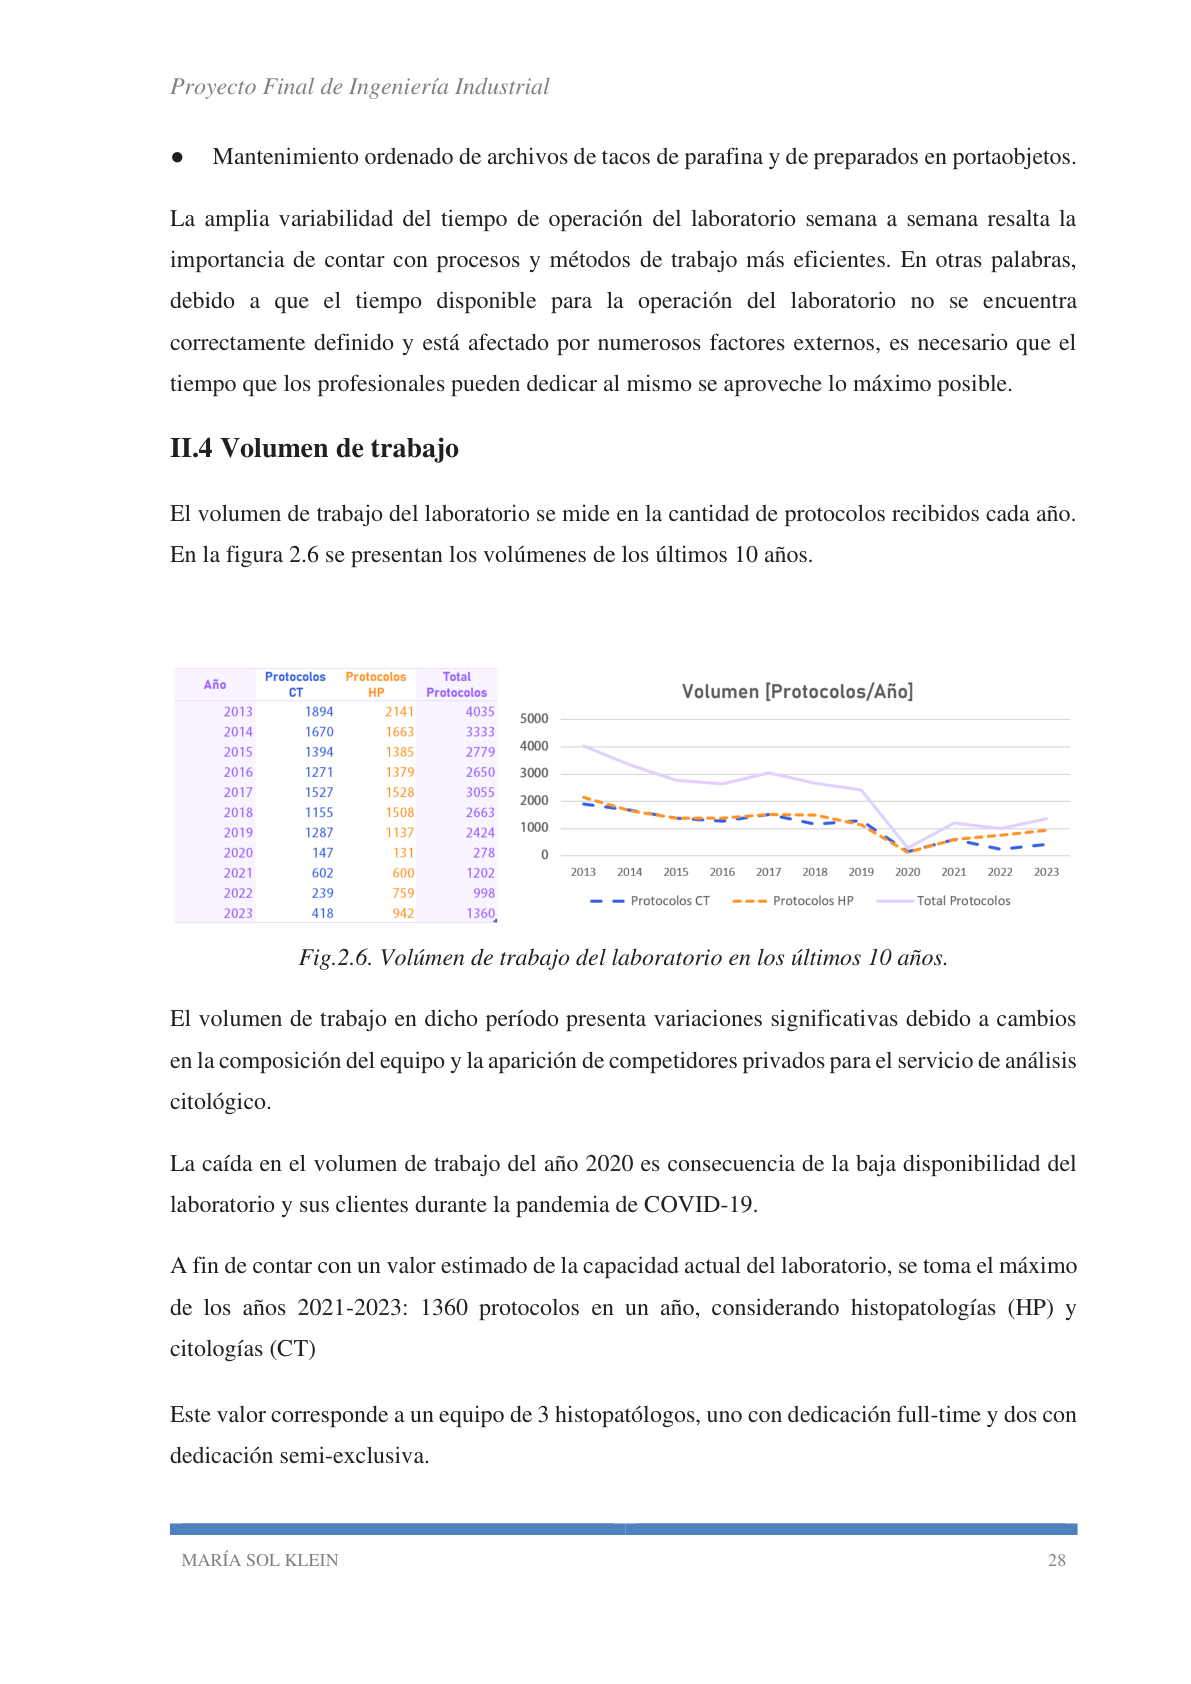 Proyecto Final de Ingeniería Industrial
● Mantenimiento ordenado de archivos de tacos de parafina y de preparados en portaobjetos.
La amplia variabilidad del tiempo de operación del laboratorio semana a semana resalta la
importancia de contar con procesos y métodos de trabajo más eficientes. En otras palabras,
debido a que el tiempo disponible para la operación del laboratorio no se encuentra
correctamente definido y está afectado por numerosos factores externos, es necesario que el
tiempo que los profesionales pueden dedicar al mismo se aproveche lo máximo posible.
II.4 Volumen de trabajo
El volumen de trabajo del laboratorio se mide en la cantidad de protocolos recibidos cada año.
En la figura 2.6 se presentan los volúmenes de los últimos 10 años.
Año Protocolos CT Protocolos HP Total Protocolos
2013 1894 2141 4035
2014 1670 1663 3333
2015 1394 1385 2779
2016 1271 1379 2650
2017 1527 1528 3055
2018 1155 1508 2663
2019 1287 1137 2424
2020 147 131 278
2021 602 600 1202
2022 239 759 998
2023 418 942 1360
Volumen [Protocolos/Año]
5000
4000
3000
2000
1000
0
2013 2014 2015 2016 2017 2018 2019 2020 2021 2022 2023
Protocolos CT Protocolos HP Total Protocolos
Fig.2.6. Volúmen de trabajo del laboratorio en los últimos 10 años.
El volumen de trabajo en dicho período presenta variaciones significativas debido a cambios
en la composición del equipo y la aparición de competidores privados para el servicio de análisis
citológico.
La caída en el volumen de trabajo del año 2020 es consecuencia de la baja disponibilidad del
laboratorio y sus clientes durante la pandemia de COVID-19.
A fin de contar con un valor estimado de la capacidad actual del laboratorio, se toma el máximo
de los años 2021-2023: 1360 protocolos en un año, considerando histopatologías (HP) y
citologías (CT)
Este valor corresponde a un equipo de 3 histopatólogos, uno con dedicación full-time y dos con
dedicación semi-exclusiva.
MARÍA SOL KLEIN 28